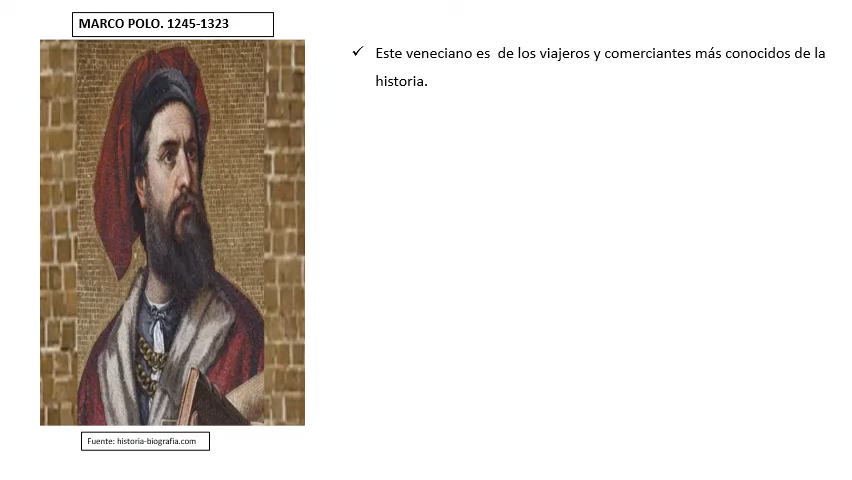 MARCO POLO. 1245-1323
✓ Este veneciano es  de los viajeros y comerciantes más conocidos de la
historia.
Fuente: historia-biografia.com